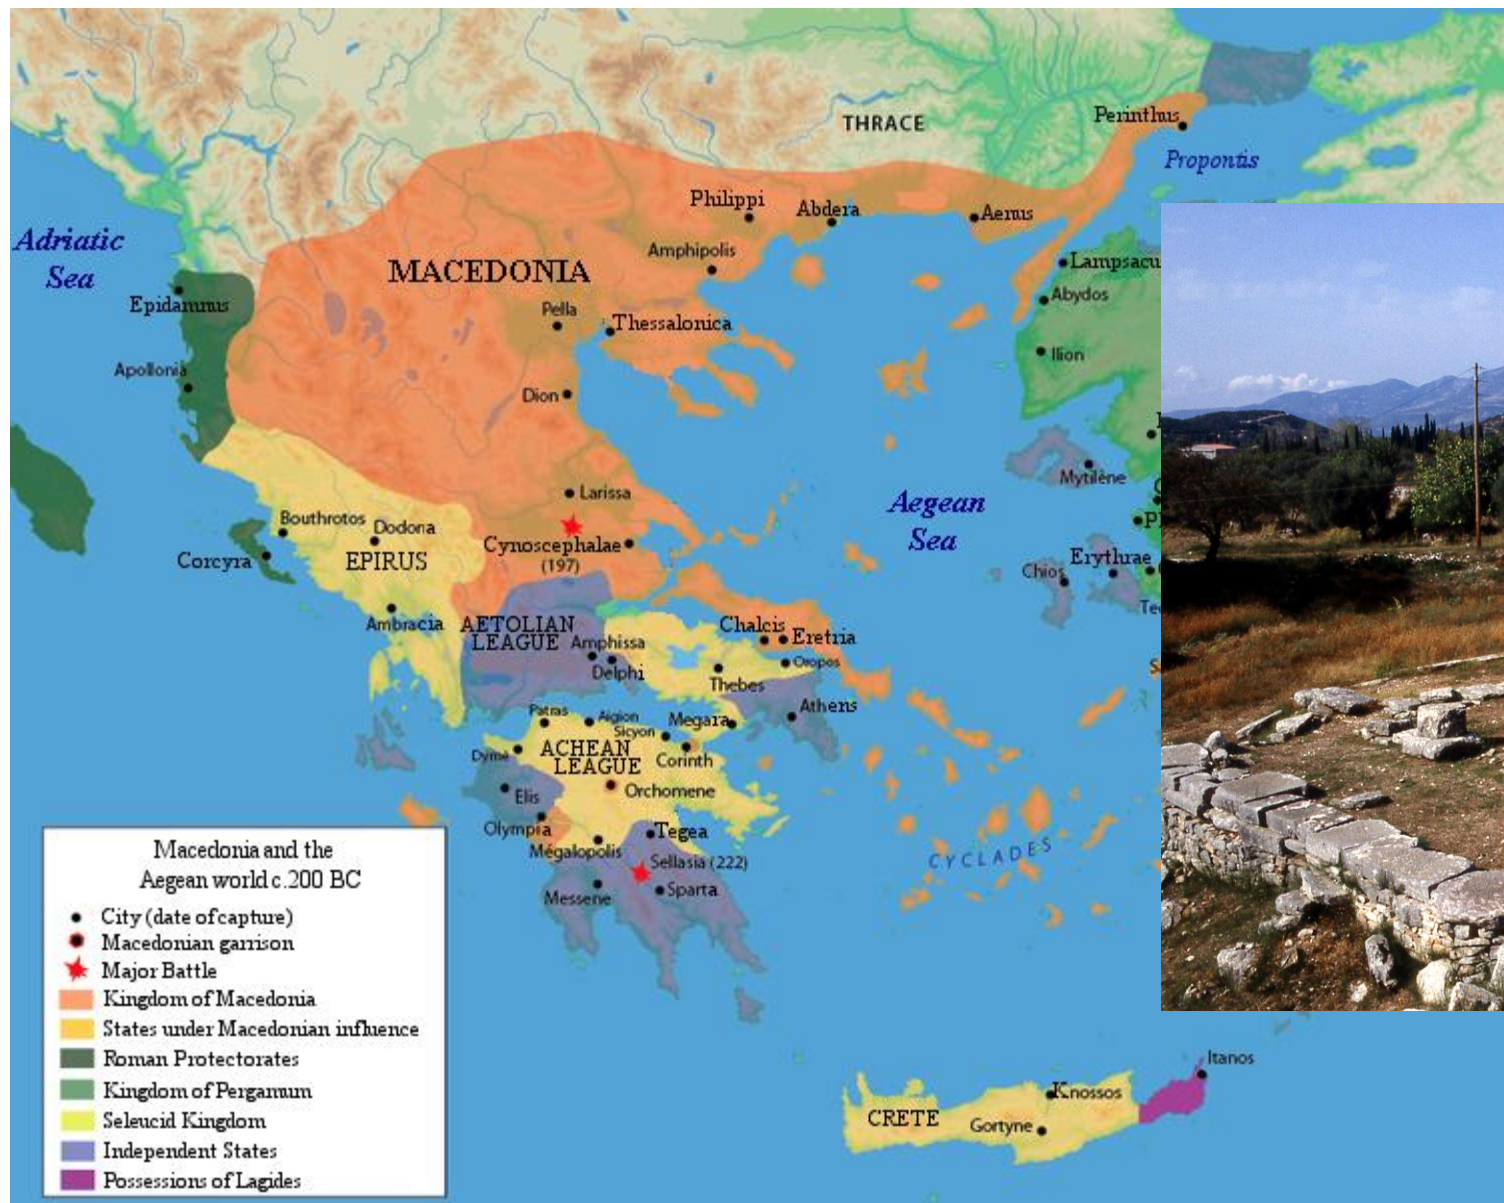 THRACE
Perinthus
Propontis
Philippi
Abdera
Aenus
Adriatic
Sea
Amphipolis
MACEDONIA
Lampsacu
Epidamnus
Abydos
Pella
Thessalonica
Ilion
Apollonia
Dion
Mytilène
Larissa
Aegean
Sea
Bouthrotos
Dodona
Cynoscephalae
(197)
Corcyra
EPIRUS
Erythrae
Chios
Te
Ambracia
AETOLIAN
LEAGUE
Amphissa
Delphi
Chalcis
Eretria
Oropos
Thebes
Athens
Patras
Aigion
Sicyon
Megara
Dymé
ACHEAN
LEAGUE
Corinth
Elis
Orchomene
Olympia
Tegea
Mégalopolis
Sellasia (222)
Messene
Sparta
CYCLADES
Itanos
Knossos
CRETE
Gortyne
Macedonia and the
Aegean world c.200 BC
City (date of capture)
Macedonian garrison
Major Battle
Kingdom of Macedonia
States under Macedonian influence
Roman Protectorates
Kingdom of Pergamum
Seleucid Kingdom
Independent States
Possessions of Lagides